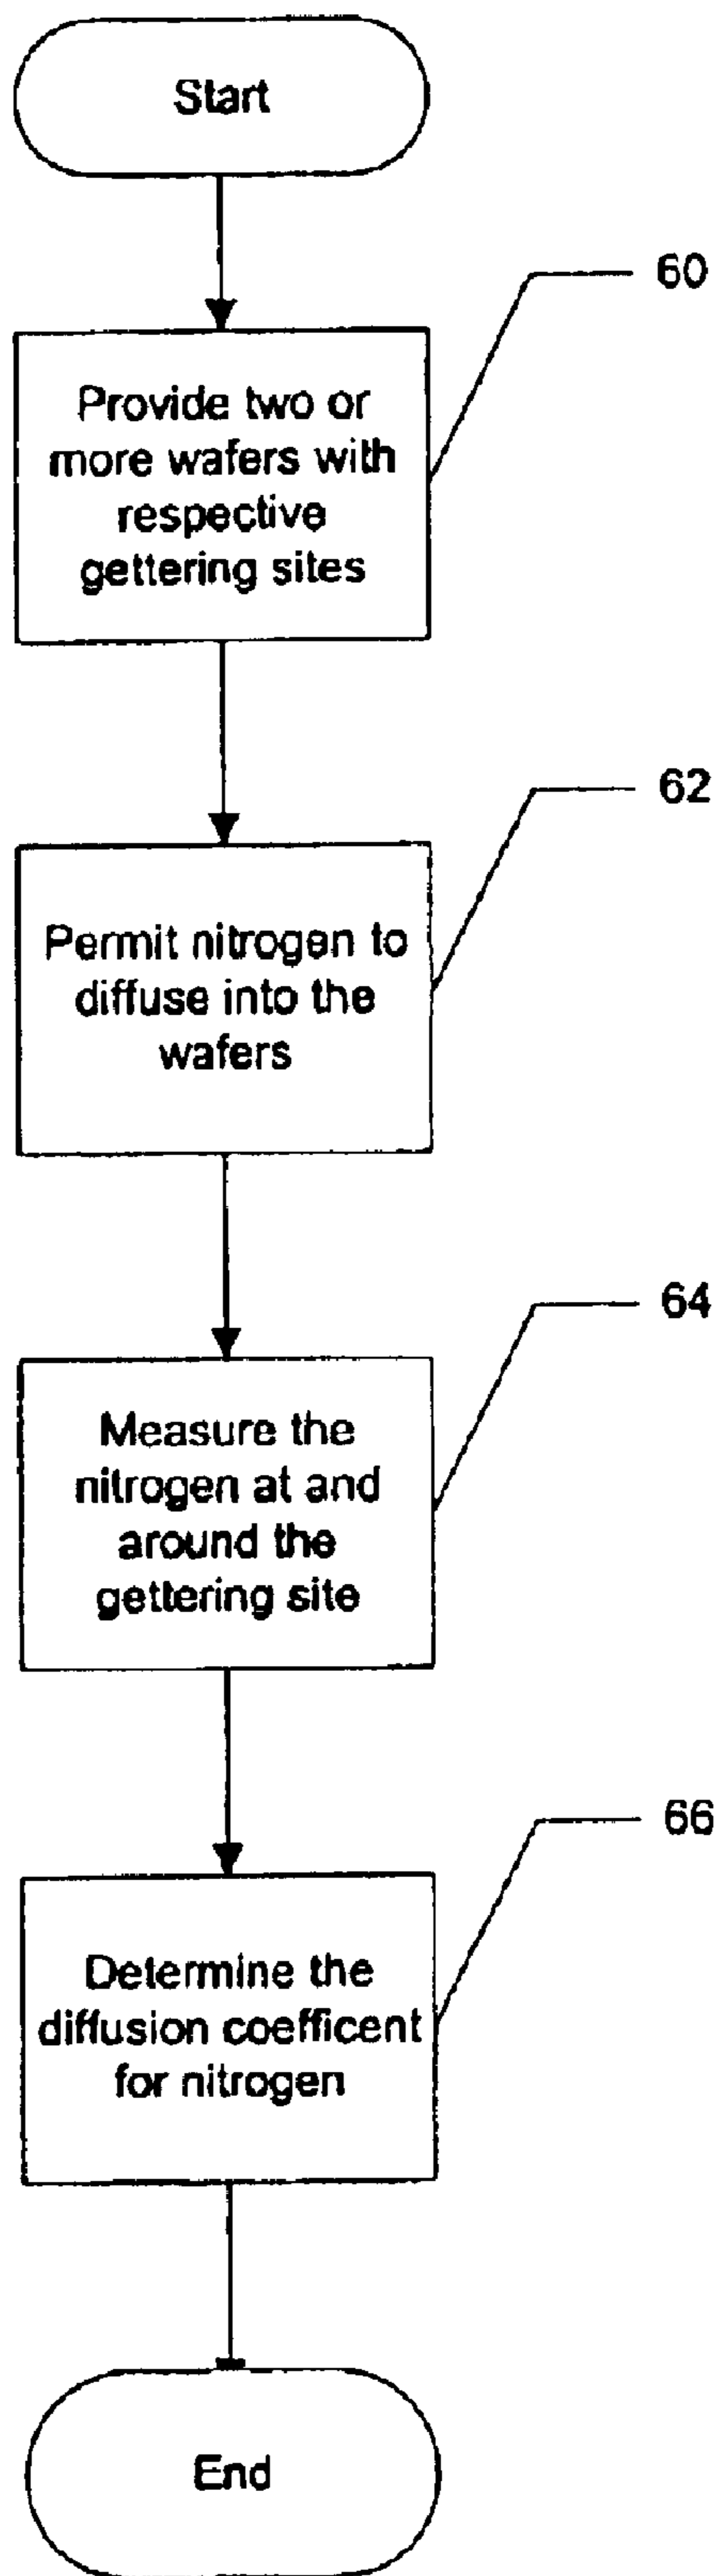 Start
60
Provide two or
more wafers with
respective
gettering sites
62
Permit nitrogen to
diffuse into the
wafers
64
Measure the
nitrogen at and
around the
gettering site
66
Determine the
diffusion coefficent
for nitrogen
End